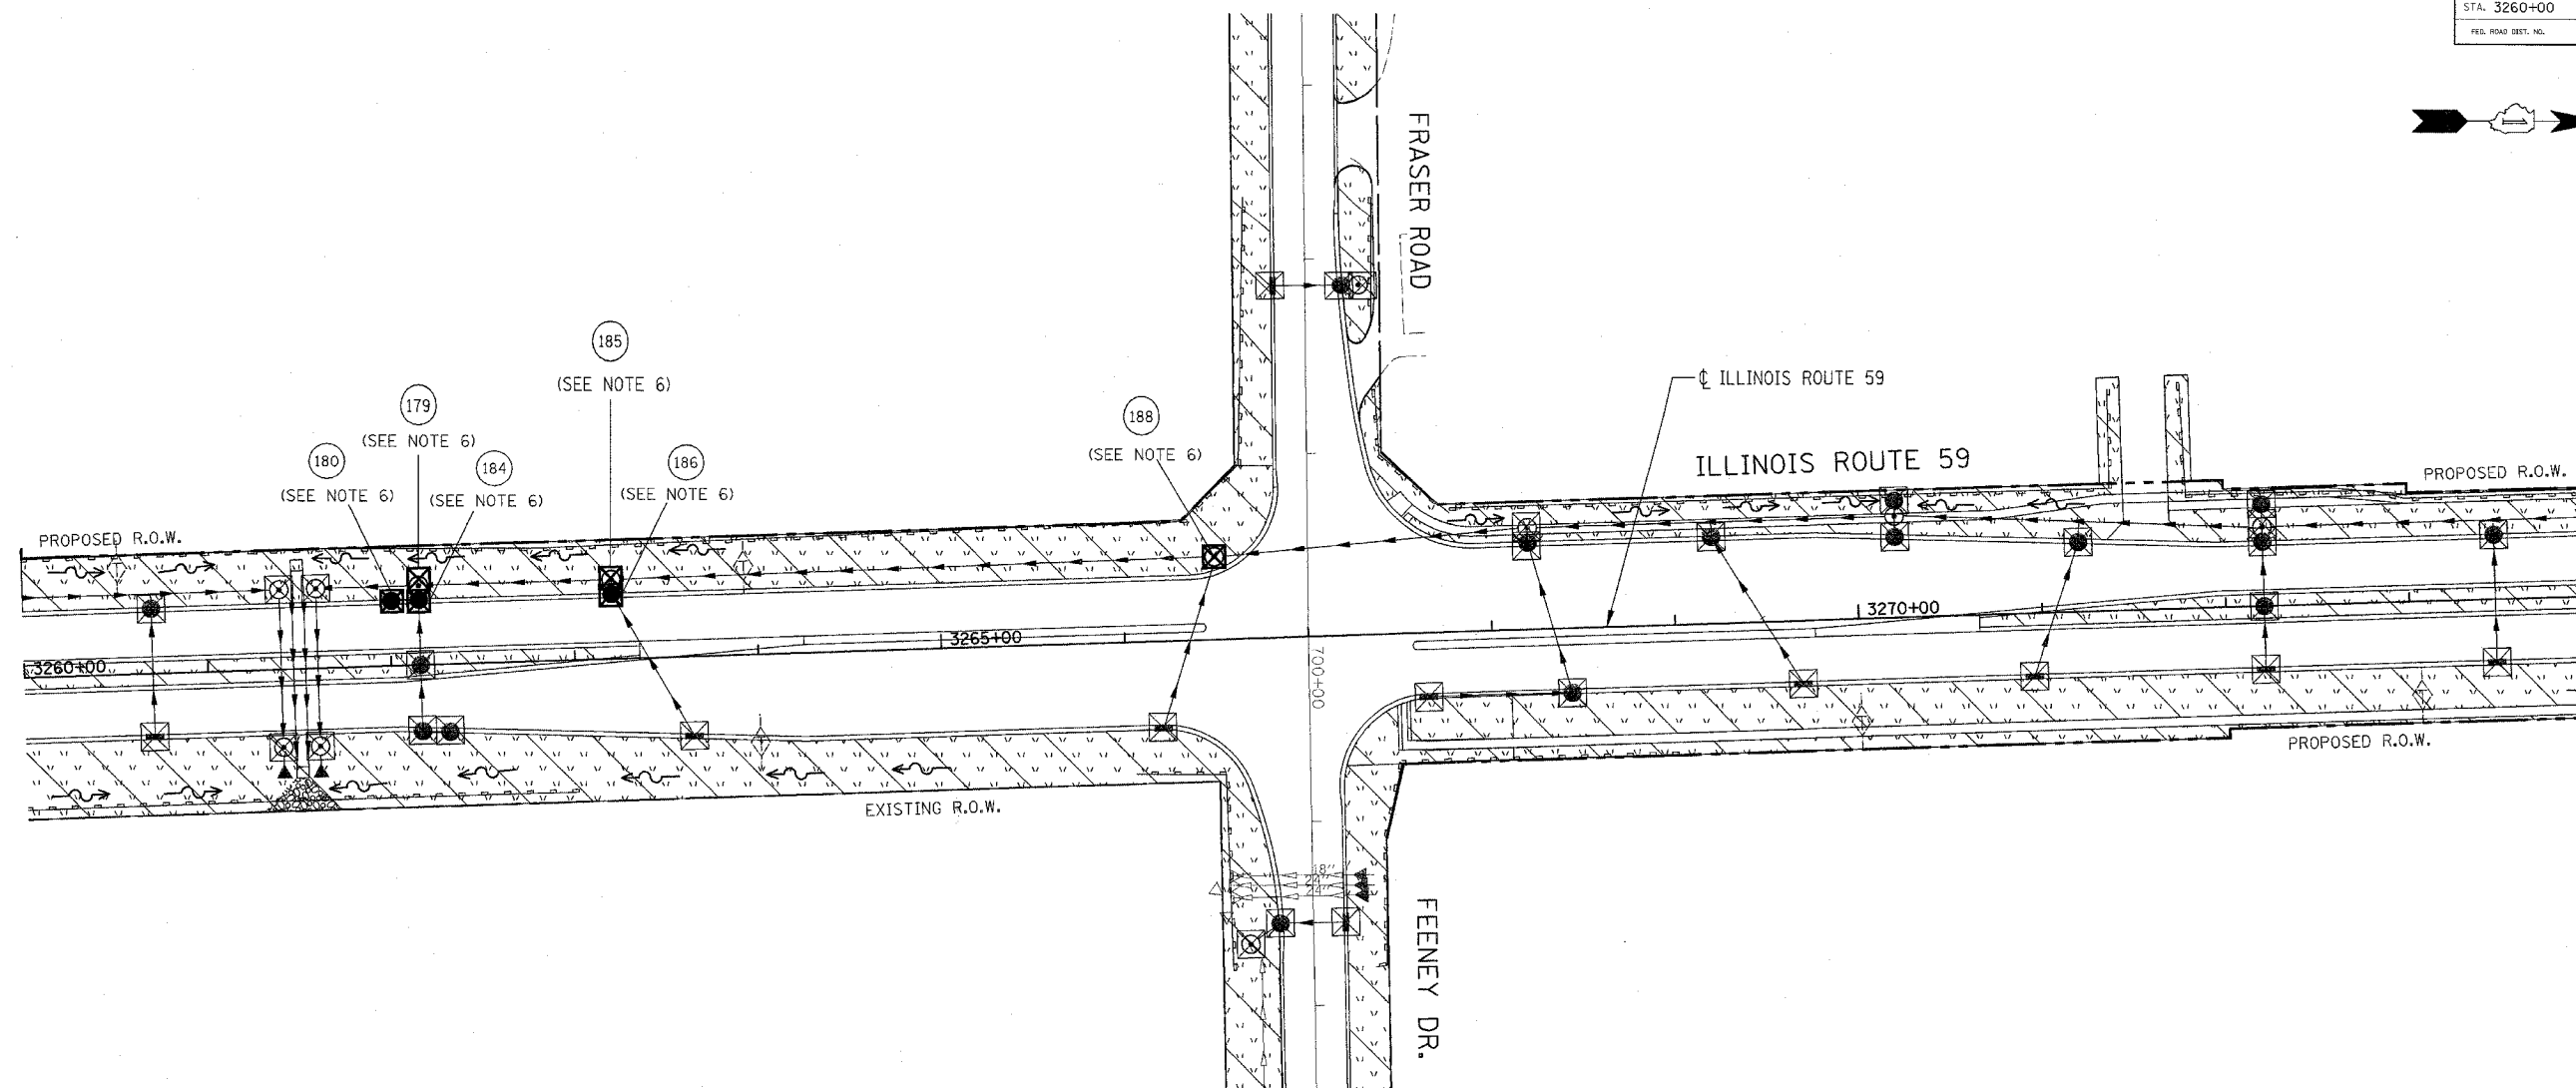 STA. 3260+00
FED. ROAD DIST. NO.
FRASER ROAD
185
(SEE NOTE 6)
℄ ILLINOIS ROUTE 59
179
(SEE NOTE 6)
188
(SEE NOTE 6)
180
(SEE NOTE 6)
184
(SEE NOTE 6)
186
(SEE NOTE 6)
ILLINOIS ROUTE 59
PROPOSED R.O.W.
PROPOSED R.O.W.
3270+00
3265+00
3260+00
700+00
PROPOSED R.O.W.
EXISTING R.O.W.
18"
24"
24"
FEENEY DR.